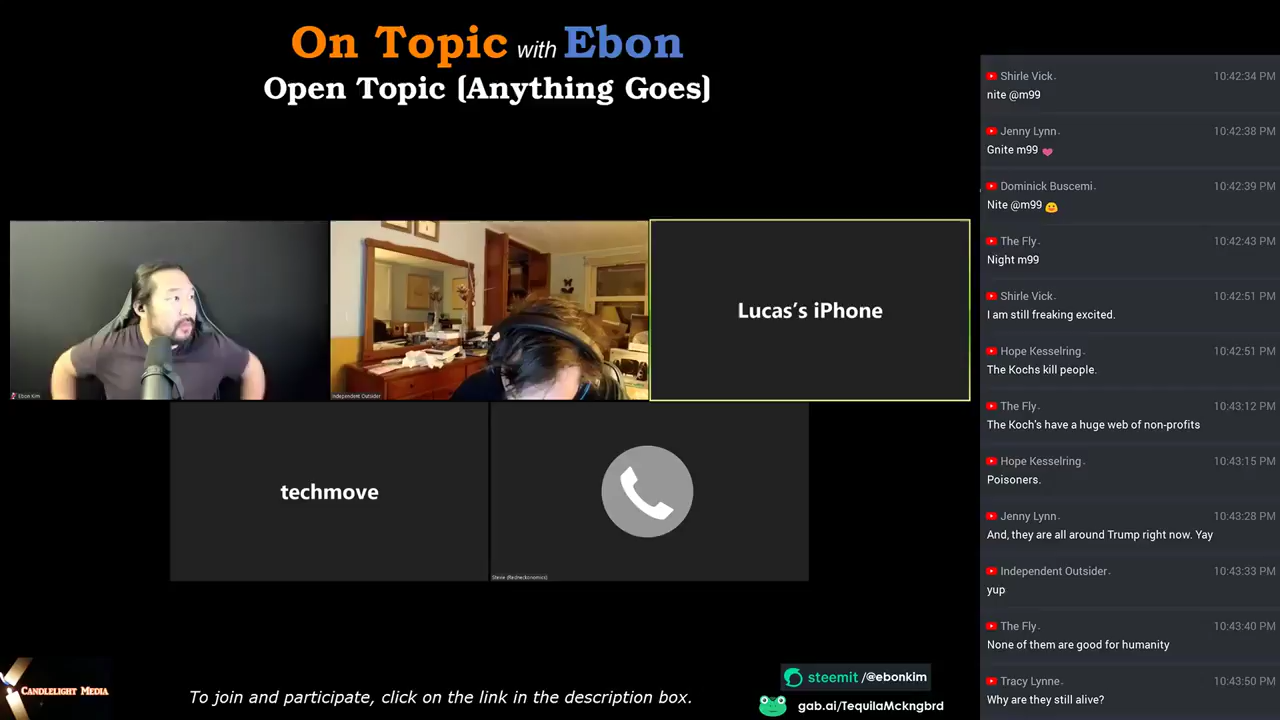 On Topic with Ebon
Open Topic (Anything Goes)
Ebon Kim
Independent Outsider
Lucas's iPhone
techmove
Steve (Redneckonomics)
CANDLELIGHT MEDIA
To join and participate, click on the link in the description box.
steemit /@ebonkim
gab.ai/TequilaMckngbrd
Shirle Vick. 10:42:34 PM
nite @m99
Jenny Lynn. 10:42:38 PM
Gnite m99
Dominick Buscemi. 10:42:39 PM
Nite @m99
The Fly. 10:42:43 PM
Night m99
Shirle Vick. 10:42:51 PM
I am still freaking excited.
Hope Kesselring. 10:42:51 PM
The Kochs kill people.
The Fly. 10:43:12 PM
The Koch's have a huge web of non-profits
Hope Kesselring. 10:43:15 PM
Poisoners.
Jenny Lynn. 10:43:28 PM
And, they are all around Trump right now. Yay
Independent Outsider. 10:43:33 PM
yup
The Fly. 10:43:40 PM
None of them are good for humanity
Tracy Lynne. 10:43:50 PM
Why are they still alive?